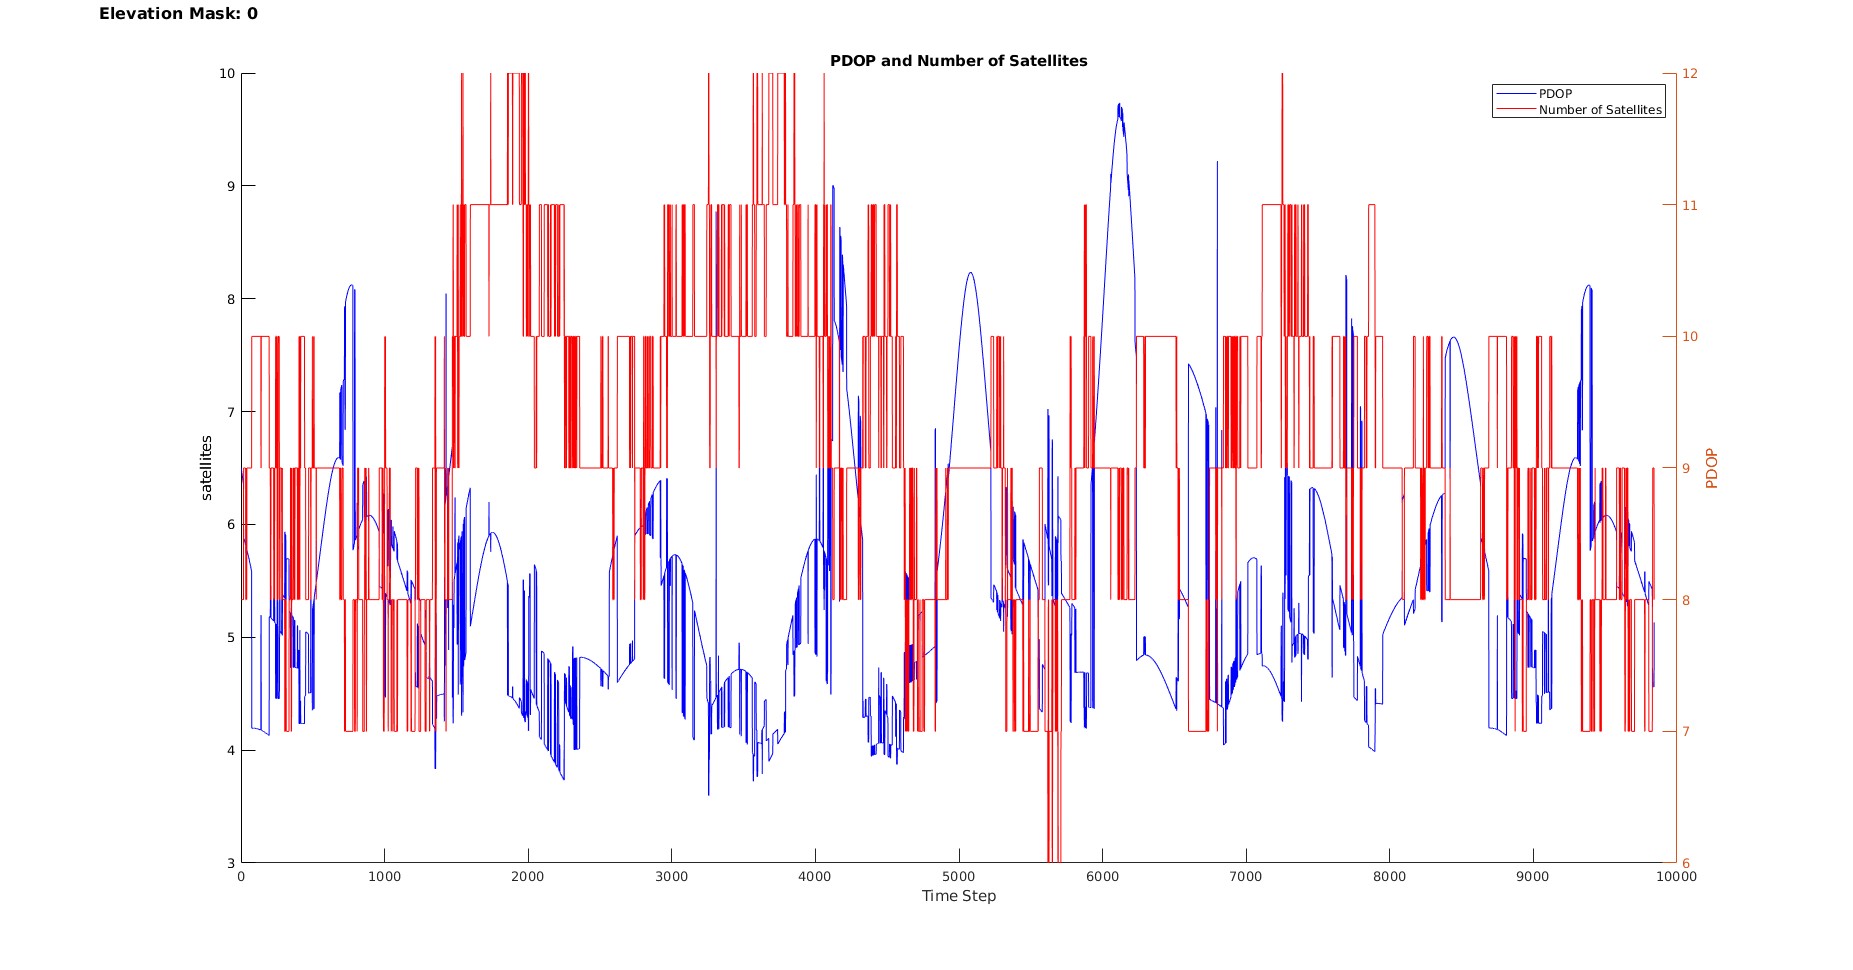 Elevation Mask: 0
PDOP and Number of Satellites
PDOP
Number of Satellites
satellites
10
9
8
7
6
5
4
3
12
11
10
9
8
7
6
PDOP
0 1000 2000 3000 4000 5000 6000 7000 8000 9000 10000
Time Step